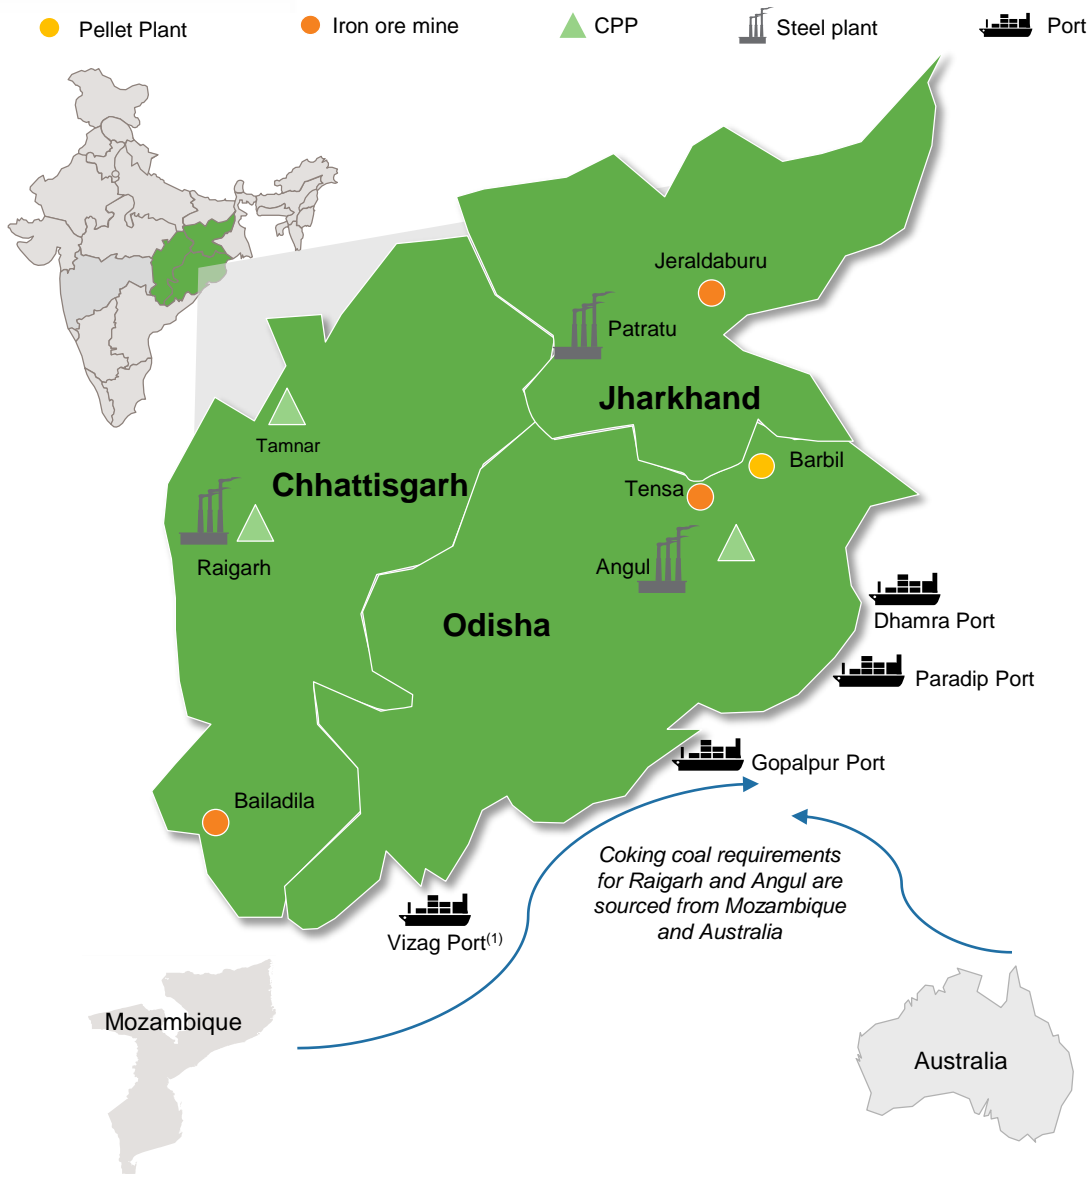 Pellet Plant
Iron ore mine
CPP
Steel plant
Port
Jeraldaburu
Patratu
Jharkhand
Tamnar
Chhattisgarh
Barbil
Tensa
Raigarh
Angul
Odisha
Dhamra Port
Paradip Port
Gopalpur Port
Bailadila
Coking coal requirements
for Raigarh and Angul are
sourced from Mozambique
and Australia
Vizag Port(1)
Mozambique
Australia